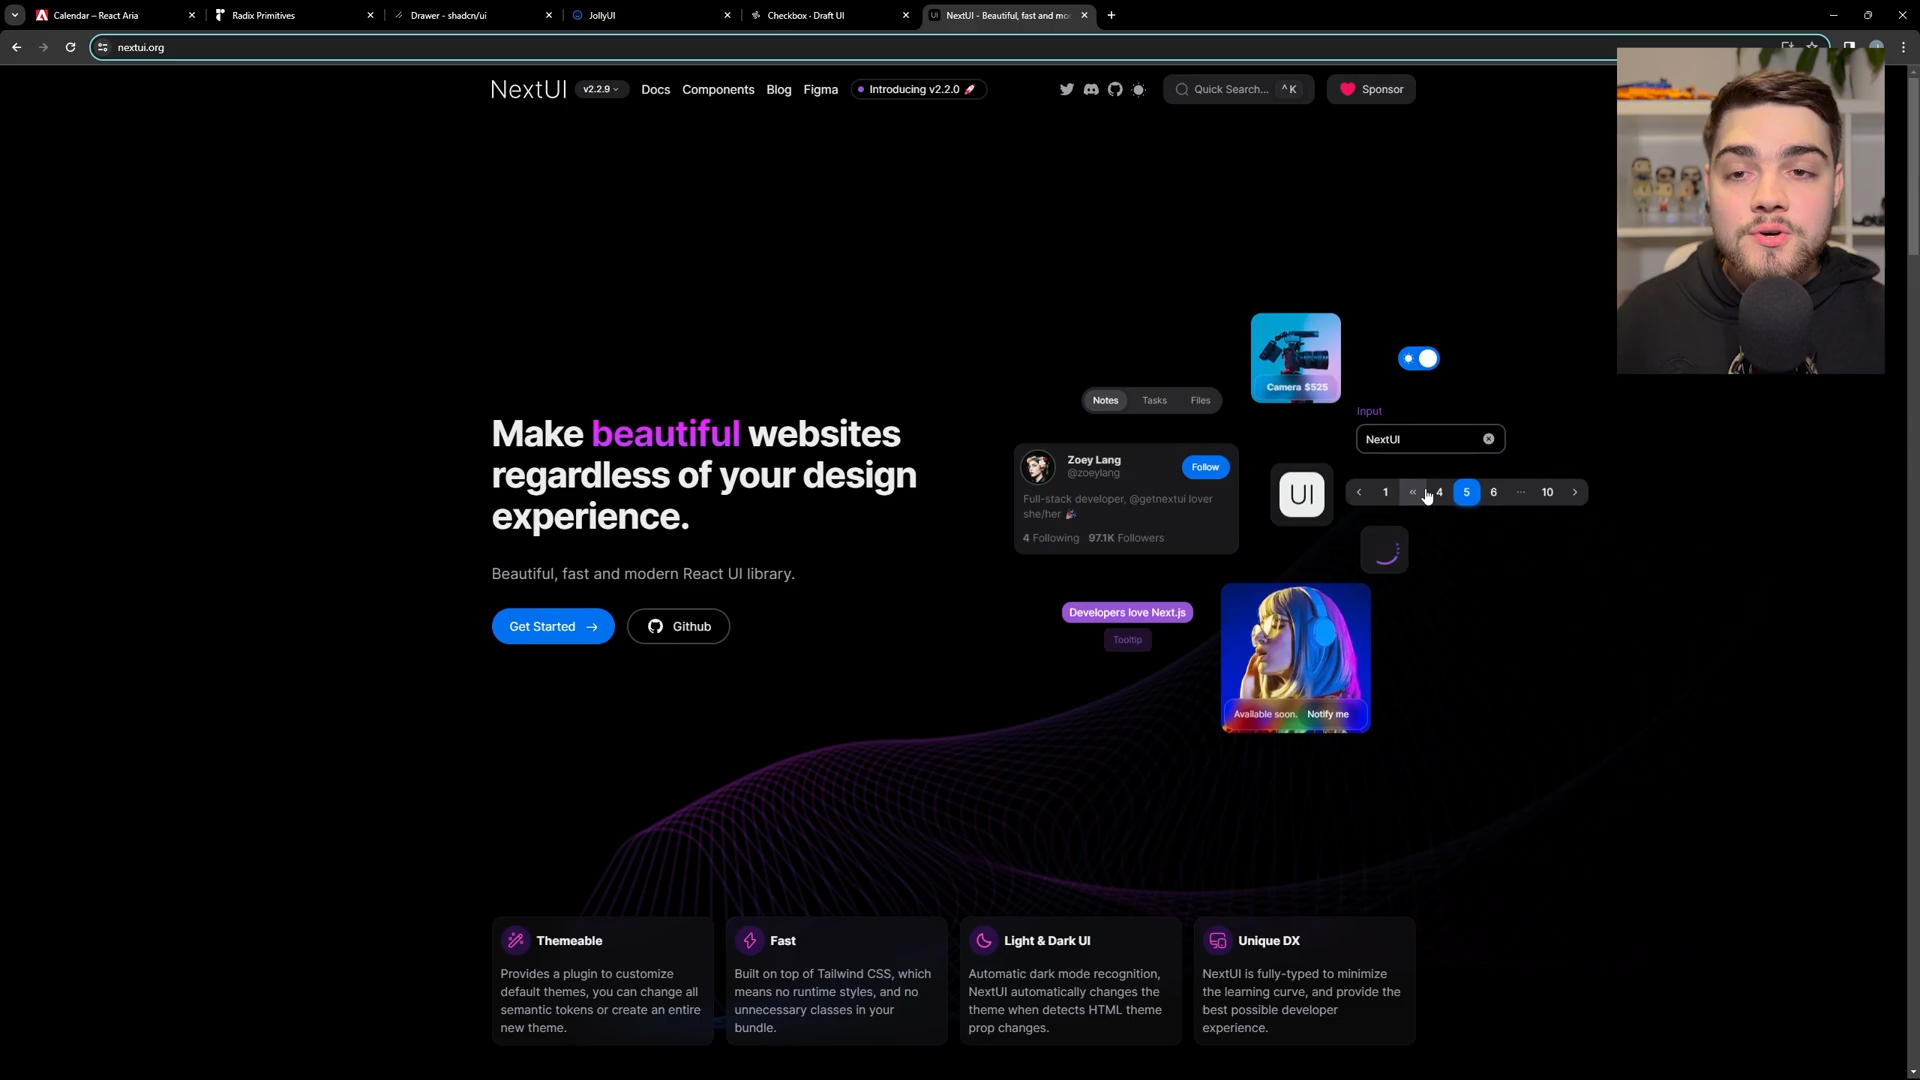 Calendar – React Aria
Radix Primitives
Drawer - shadcn/ui
JollyUI
Checkbox · Draft UI
NextUI - Beautiful, fast and mo
nextui.org
NextUI
v2.2.9
Docs
Components
Blog
Figma
Introducing v2.2.0 🚀
Quick Search...
^ K
Sponsor
Make beautiful websites
regardless of your design
experience.
Beautiful, fast and modern React UI library.
Get Started →
Github
Camera $525
Notes
Tasks
Files
Input
NextUI
Zoey Lang
@zoeylang
Follow
Full-stack developer, @getnextui lover
she/her 🎉
4 Following 97.1K Followers
UI
< 1 « 4 5 6 ··· 10 >
Developers love Next.js
Tooltip
Available soon.
Notify me
Themeable
Provides a plugin to customize
default themes, you can change all
semantic tokens or create an entire
new theme.
Fast
Built on top of Tailwind CSS, which
means no runtime styles, and no
unnecessary classes in your
bundle.
Light & Dark UI
Automatic dark mode recognition,
NextUI automatically changes the
theme when detects HTML theme
prop changes.
Unique DX
NextUI is fully-typed to minimize
the learning curve, and provide the
best possible developer
experience.